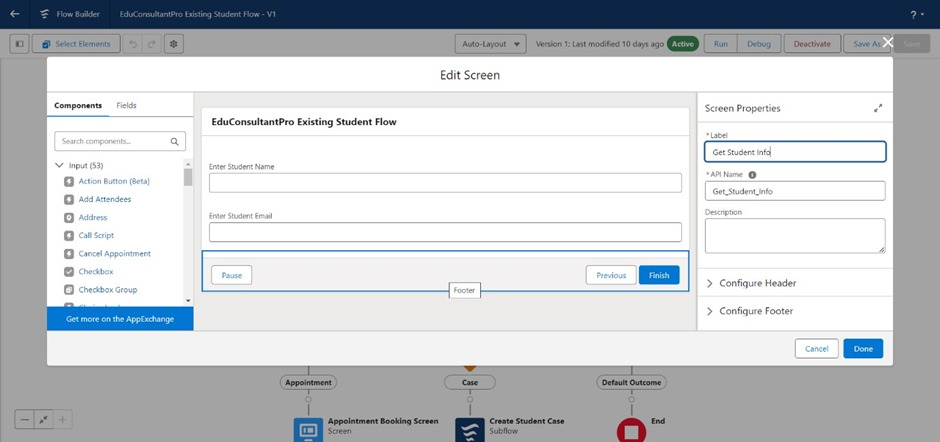 Flow Builder
EduConsultantPro Existing Student Flow - V1
?
Select Elements
Auto-Layout
Version 1: Last modified 10 days ago
Active
Run
Debug
Deactivate
Save As
Save
Edit Screen
Components
Fields
Search components...
Input (53)
Action Button (Beta)
Add Attendees
Address
Call Script
Cancel Appointment
Checkbox
Checkbox Group
Get more on the AppExchange
EduConsultantPro Existing Student Flow
Enter Student Name
Enter Student Email
Pause
Previous
Finish
Footer
Screen Properties
* Label
Get Student Info
* API Name
Get_Student_Info
Description
Configure Header
Configure Footer
Cancel
Done
Appointment
Case
Default Outcome
Appointment Booking Screen
Screen
Create Student Case
Subflow
End